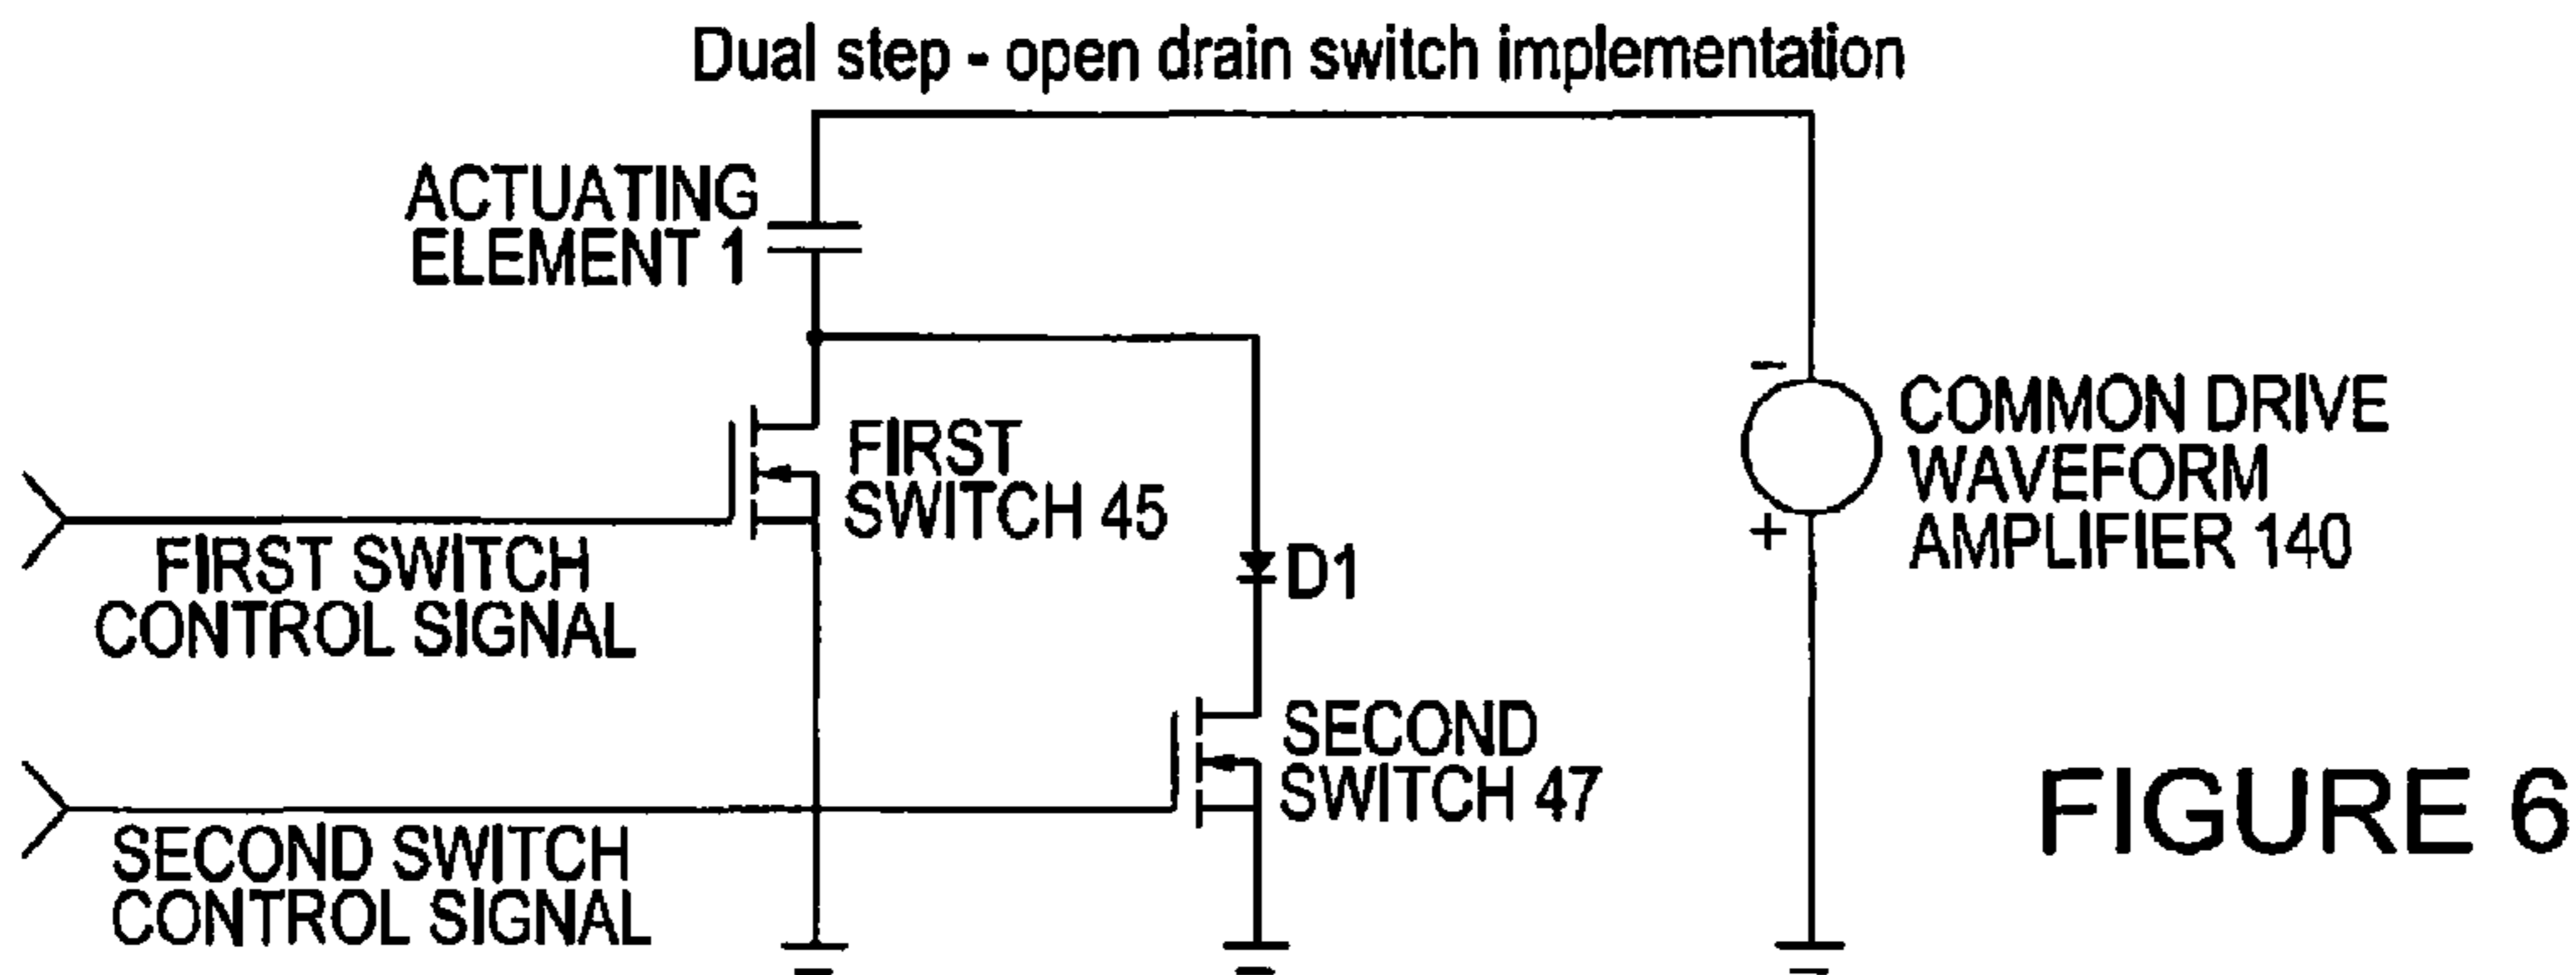 Dual step - open drain switch implementation
ACTUATING
ELEMENT 1
FIRST
SWITCH 45
FIRST SWITCH
CONTROL SIGNAL
D1
-
+
COMMON DRIVE
WAVEFORM
AMPLIFIER 140
SECOND
SWITCH 47
SECOND SWITCH
CONTROL SIGNAL
FIGURE 6